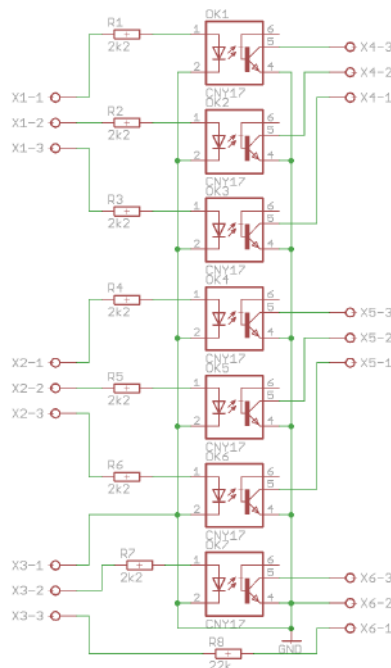 R1 OK1
1 6
2k2 5 X4-3
2 4 X4-2
X1-1 CNY17 X4-1
OK2
X1-2 R2 1 6
2k2 5
X1-3 2 4
CNY17
OK3
R3 1 6
2k2 5
2 4
CNY17
OK4
R4 1 6
2k2 5 X5-3
2 4 X5-2
X2-1 CNY17 X5-1
OK5
X2-2 R5 1 6
2k2 5
X2-3 2 4
CNY17
OK6
R6 1 6
2k2 5
2 4
CNY17
OK7
X3-1 R7 1 6
X3-2 2k2 5 X6-3
X3-3 2 4 X6-2
CNY17 X6-1
R8 GND
22k